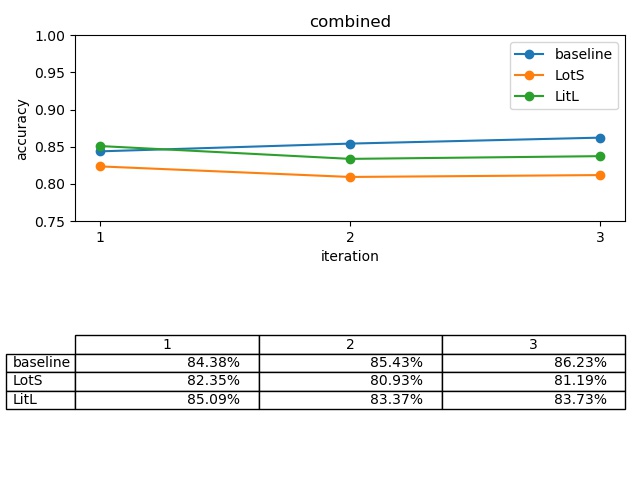 combined
1.00
0.95
0.90
0.85
0.80
0.75
accuracy
baseline
LotS
LitL
1 2 3
iteration
1 2 3
baseline 84.38% 85.43% 86.23%
LotS 82.35% 80.93% 81.19%
LitL 85.09% 83.37% 83.73%